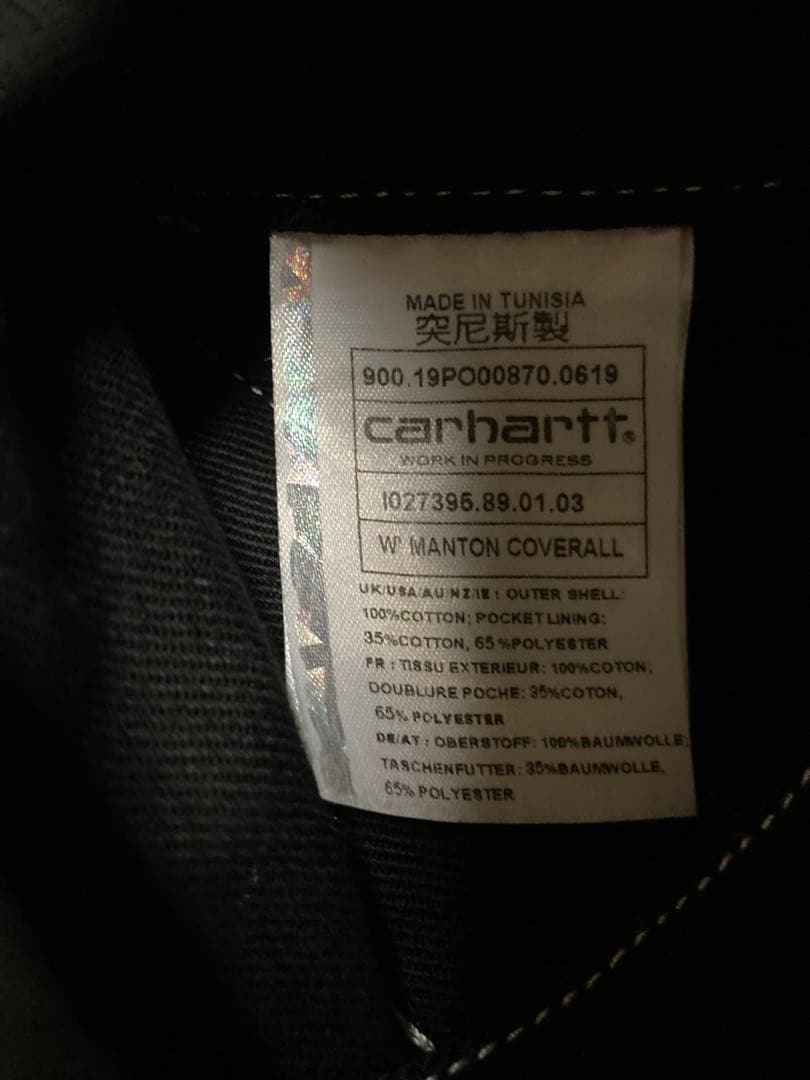 MADE IN TUNISIA
突尼斯製
900.19PO00870.0619
carhartt®
WORK IN PROGRESS
I027395.89.01.03
W' MANTON COVERALL
UK/USA/AU/NZ/IE : OUTER SHELL:
100%COTTON; POCKET LINING:
35%COTTON, 65%POLYESTER
FR : TISSU EXTERIEUR: 100%COTON;
DOUBLURE POCHE: 35%COTON,
65% POLYESTER
DE/AT : OBERSTOFF: 100%BAUMWOLLE;
TASCHENFUTTER: 35%BAUMWOLLE,
65% POLYESTER